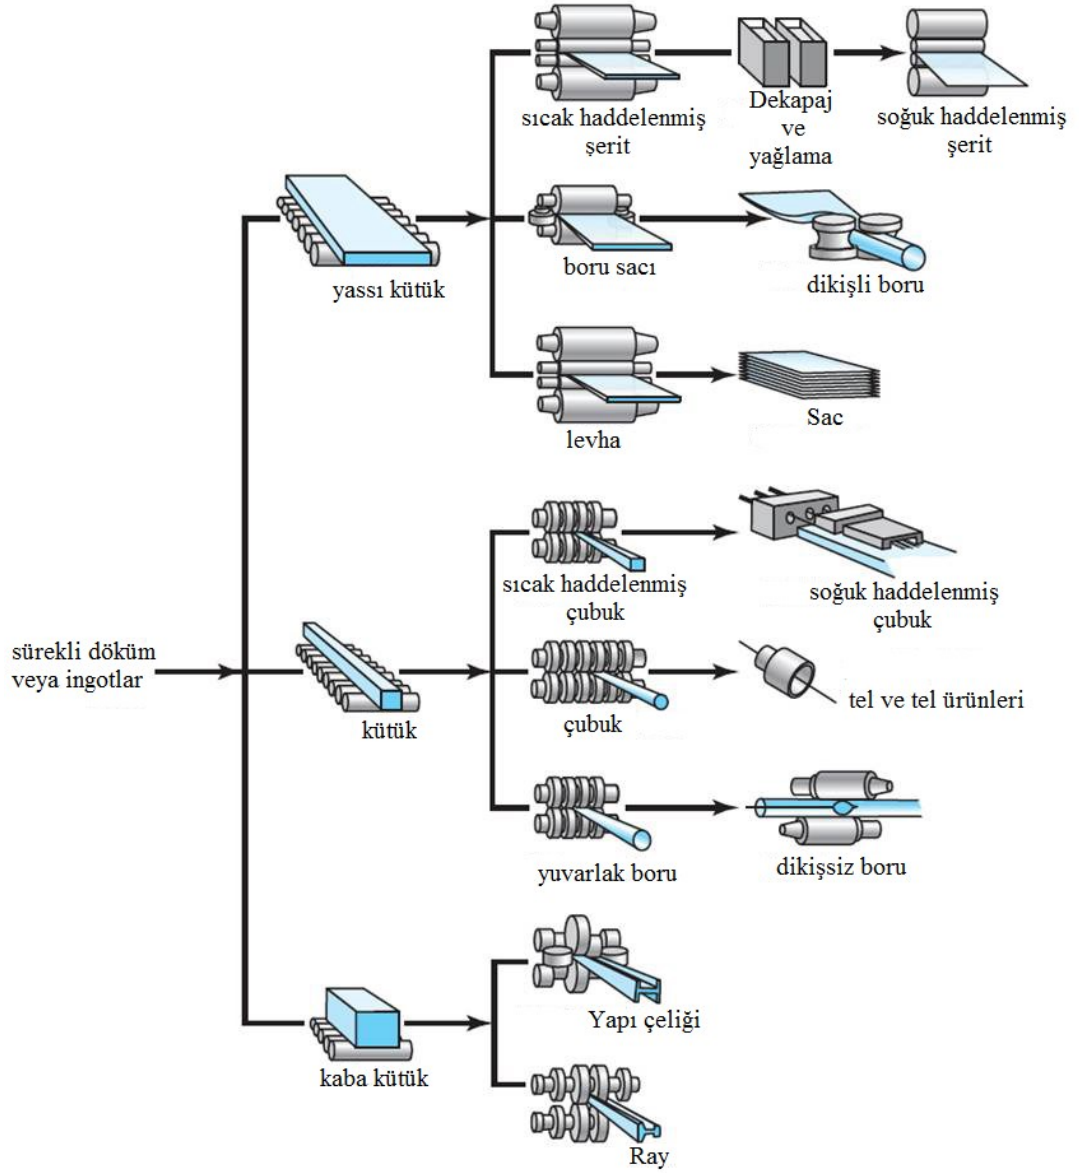 sıcak haddelenmiş
şerit
Dekapaj
ve
yağlama
soğuk haddelenmiş
şerit
yassı kütük
boru sacı
dikişli boru
levha
Sac
sürekli döküm
veya ingotlar
kütük
sıcak haddelenmiş
çubuk
soğuk haddelenmiş
çubuk
çubuk
tel ve tel ürünleri
yuvarlak boru
dikişsiz boru
kaba kütük
Yapı çeliği
Ray